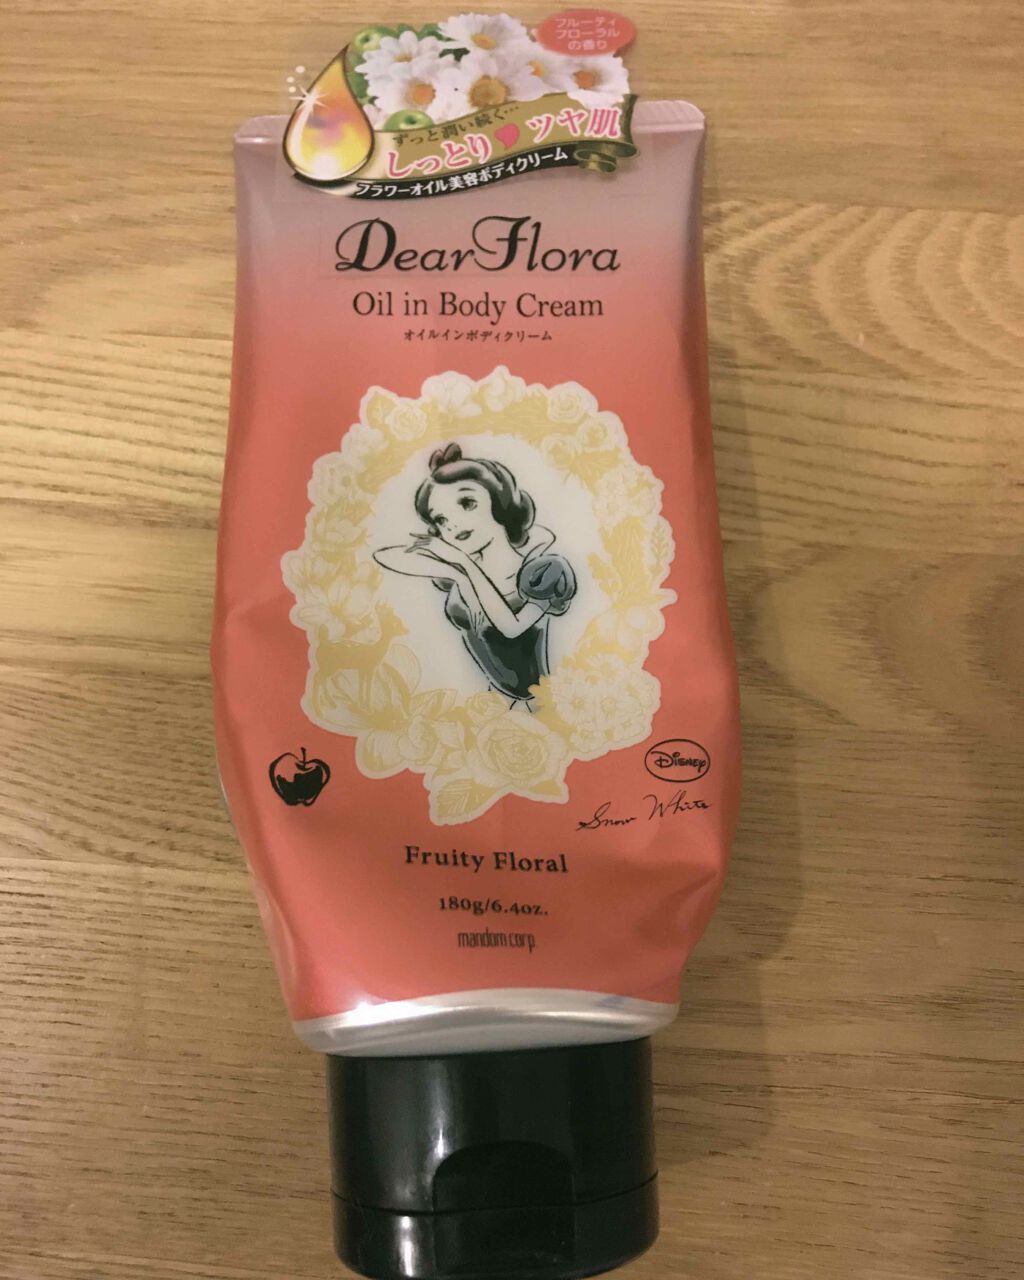 フルーティ
フローラル
の香り
ずっと潤い続く…
しっとり♥ツヤ肌
フラワーオイル美容ボディクリーム
Dear Flora
Oil in Body Cream
オイルインボディクリーム
Disney
Snow White
Fruity Floral
180g/6.4oz.
mandom corp.